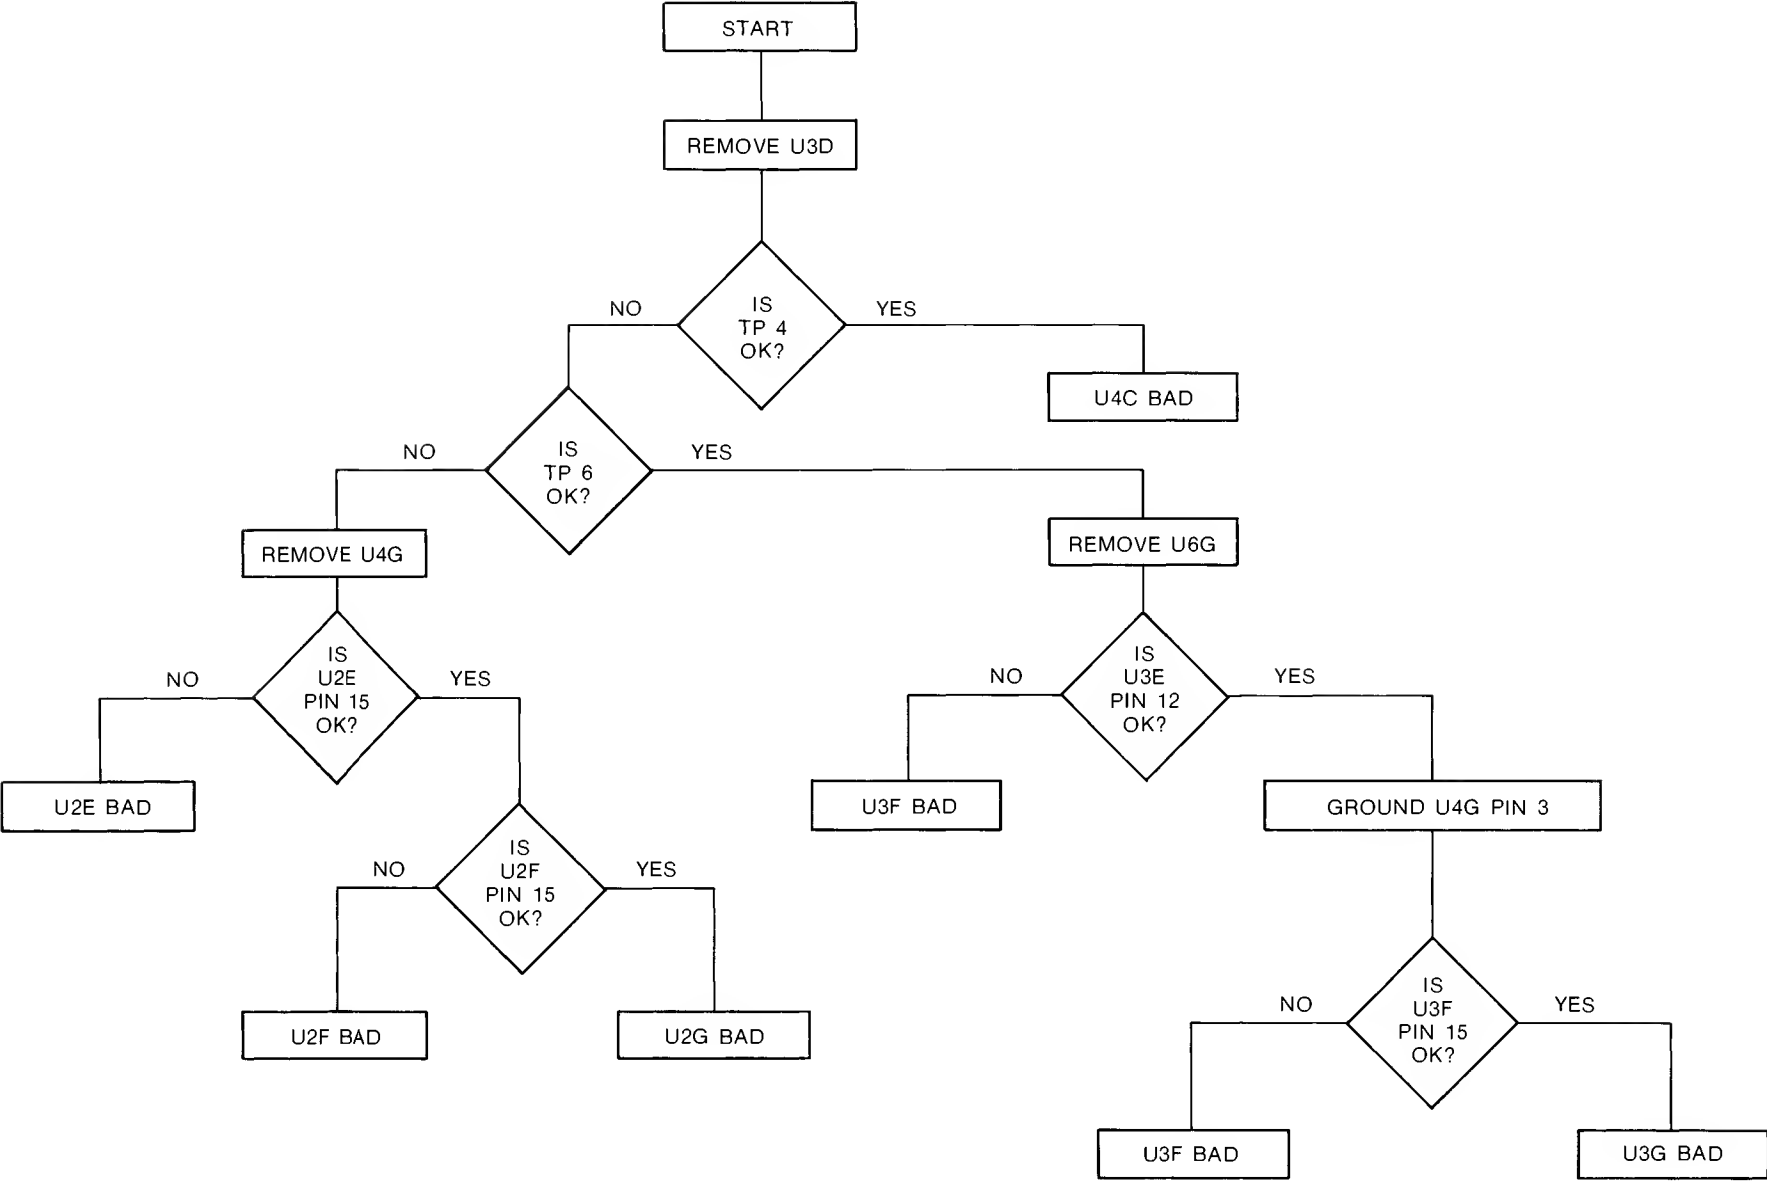 START
REMOVE U3D
NO
YES
IS
TP 4
OK?
U4C BAD
NO
YES
IS
TP 6
OK?
REMOVE U4G
REMOVE U6G
NO
YES
IS
U2E
PIN 15
OK?
NO
YES
IS
U3E
PIN 12
OK?
U2E BAD
U3F BAD
GROUND U4G PIN 3
NO
YES
IS
U2F
PIN 15
OK?
U2F BAD
U2G BAD
NO
YES
IS
U3F
PIN 15
OK?
U3F BAD
U3G BAD